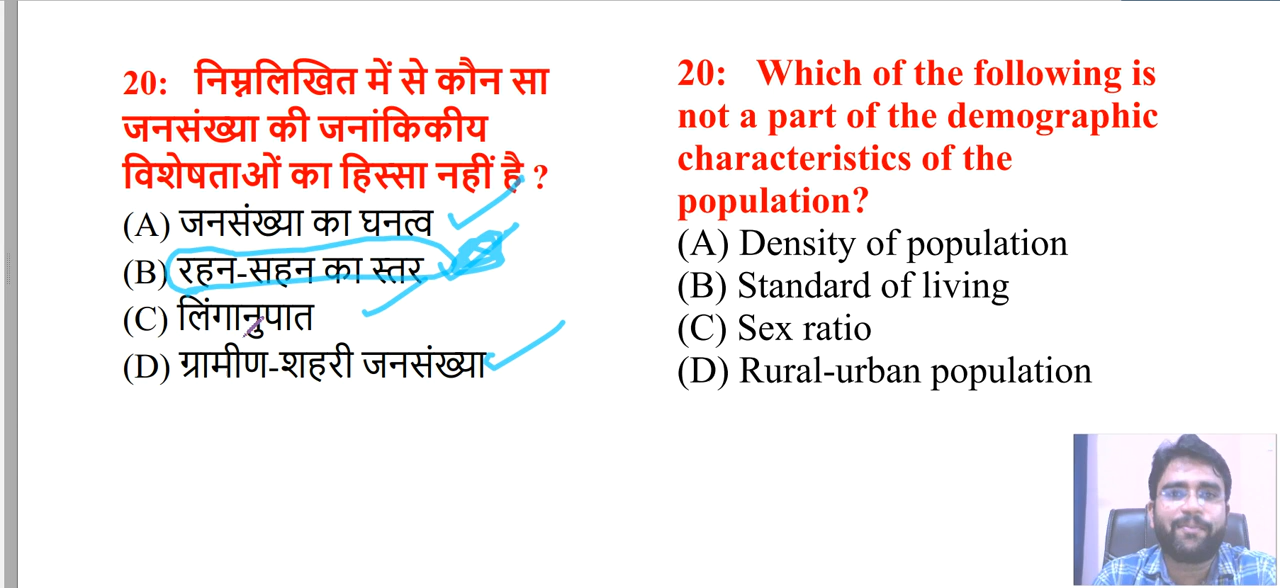 20: निम्नलिखित में से कौन सा
जनसंख्या की जनांकिकीय
विशेषताओं का हिस्सा नहीं है ?
(A) जनसंख्या का घनत्व
(B) रहन-सहन का स्तर
(C) लिंगानुपात
(D) ग्रामीण-शहरी जनसंख्या
20: Which of the following is
not a part of the demographic
characteristics of the
population?
(A) Density of population
(B) Standard of living
(C) Sex ratio
(D) Rural-urban population